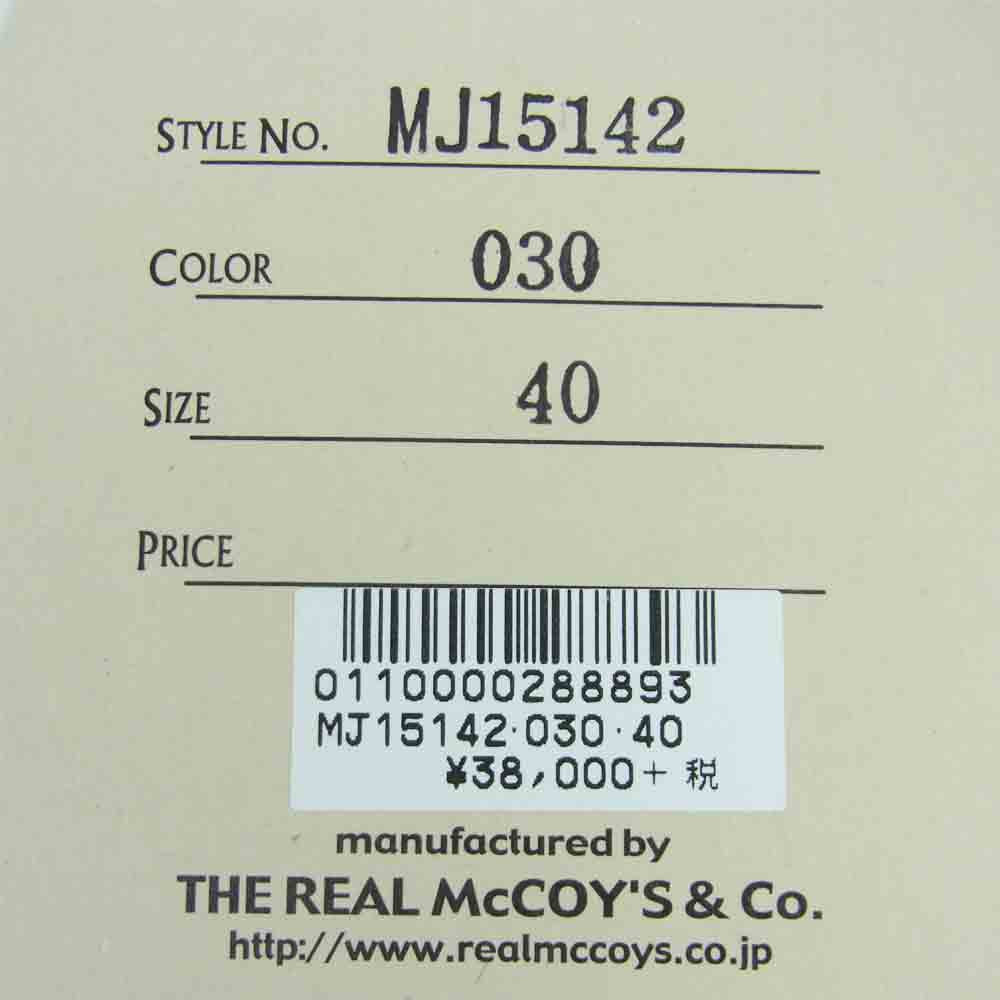 STYLE NO. MJ15142
COLOR 030
SIZE 40
PRICE
0110000288893
MJ15142·030·40
¥38,000+ 税
manufactured by
THE REAL McCOY'S & Co.
http://www.realmccoys.co.jp